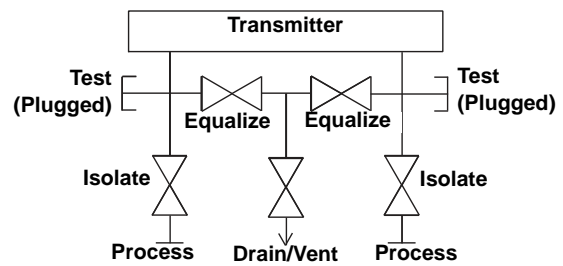 Transmitter
Test
(Plugged)
Test
(Plugged)
Equalize
Equalize
Isolate
Isolate
Process
Drain/Vent
Process